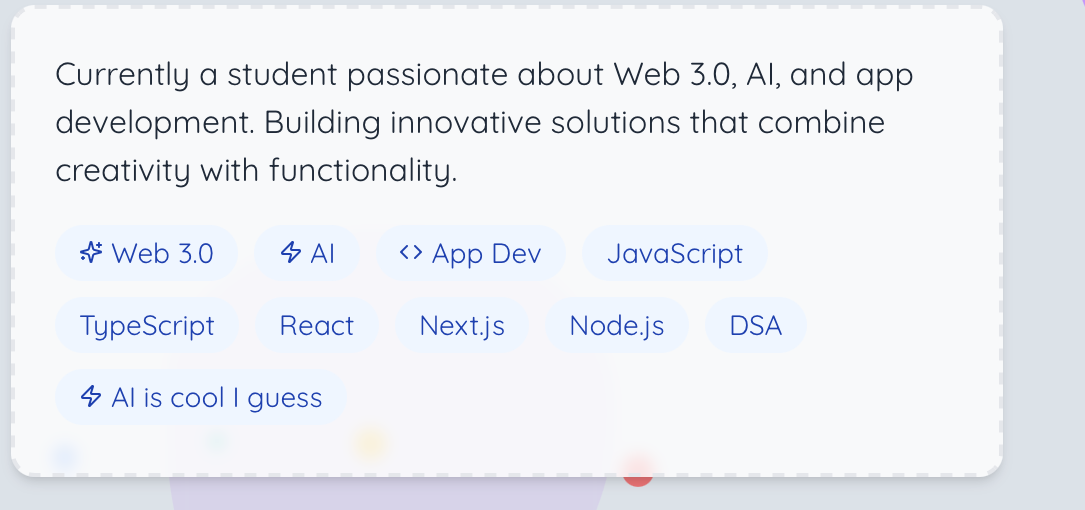 Currently a student passionate about Web 3.0, AI, and app
development. Building innovative solutions that combine
creativity with functionality.
Web 3.0 AI App Dev JavaScript
TypeScript React Next.js Node.js DSA
AI is cool I guess